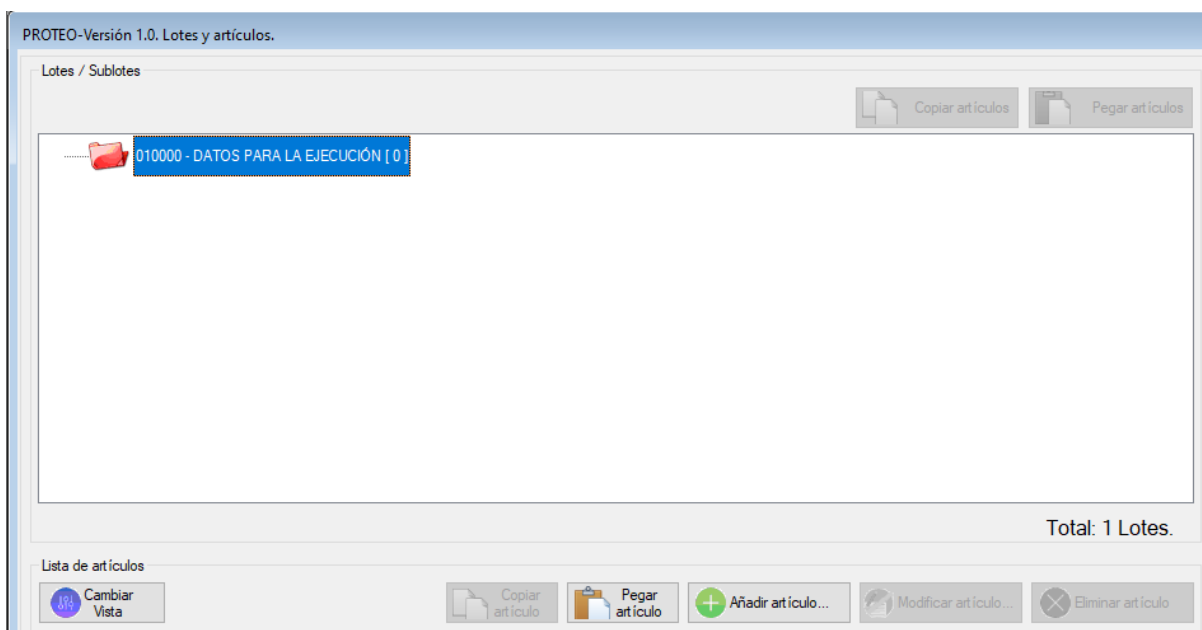 PROTEO-Versión 1.0. Lotes y artículos.
Lotes / Sublotes
Copiar artículos
Pegar artículos
010000 - DATOS PARA LA EJECUCIÓN [ 0 ]
Total: 1 Lotes.
Lista de artículos
Cambiar
Vista
Copiar
artículo
Pegar
artículo
Añadir artículo...
Modificar artículo...
Eliminar artículo